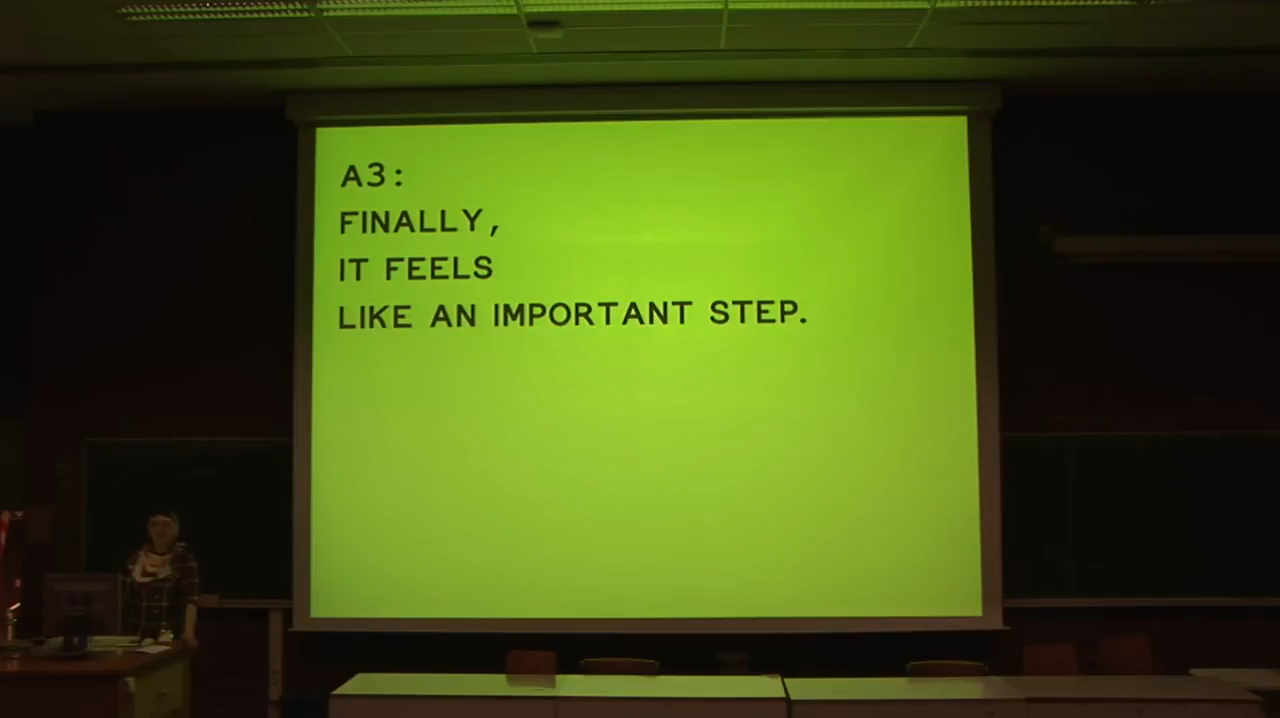 A3:
FINALLY,
IT FEELS
LIKE AN IMPORTANT STEP.